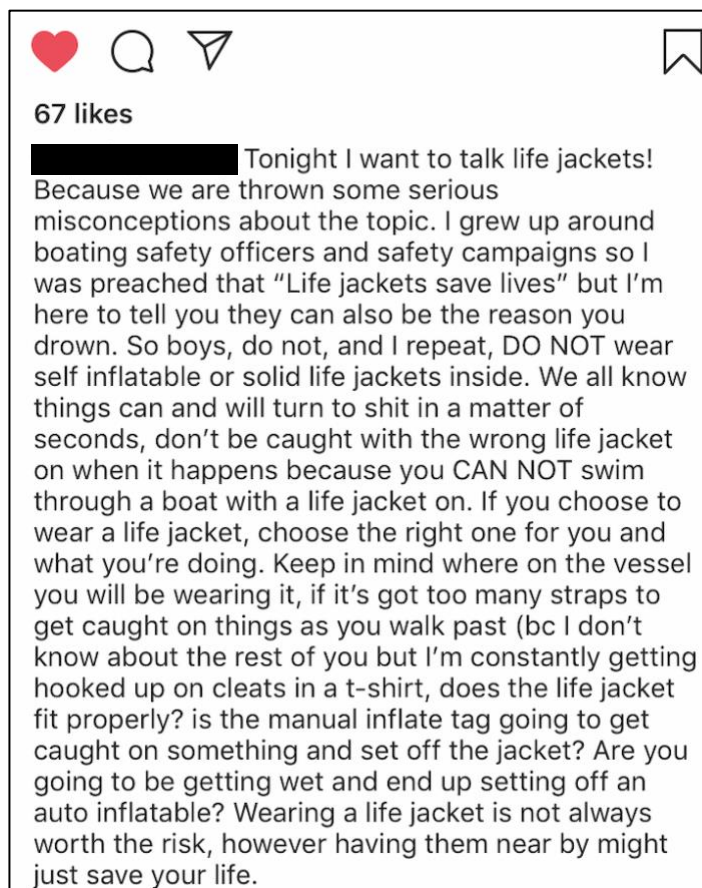 67 likes
Tonight I want to talk life jackets!
Because we are thrown some serious
misconceptions about the topic. I grew up around
boating safety officers and safety campaigns so I
was preached that “Life jackets save lives” but I’m
here to tell you they can also be the reason you
drown. So boys, do not, and I repeat, DO NOT wear
self inflatable or solid life jackets inside. We all know
things can and will turn to shit in a matter of
seconds, don’t be caught with the wrong life jacket
on when it happens because you CAN NOT swim
through a boat with a life jacket on. If you choose to
wear a life jacket, choose the right one for you and
what you’re doing. Keep in mind where on the vessel
you will be wearing it, if it’s got too many straps to
get caught on things as you walk past (bc I don’t
know about the rest of you but I’m constantly getting
hooked up on cleats in a t-shirt, does the life jacket
fit properly? is the manual inflate tag going to get
caught on something and set off the jacket? Are you
going to be getting wet and end up setting off an
auto inflatable? Wearing a life jacket is not always
worth the risk, however having them near by might
just save your life.